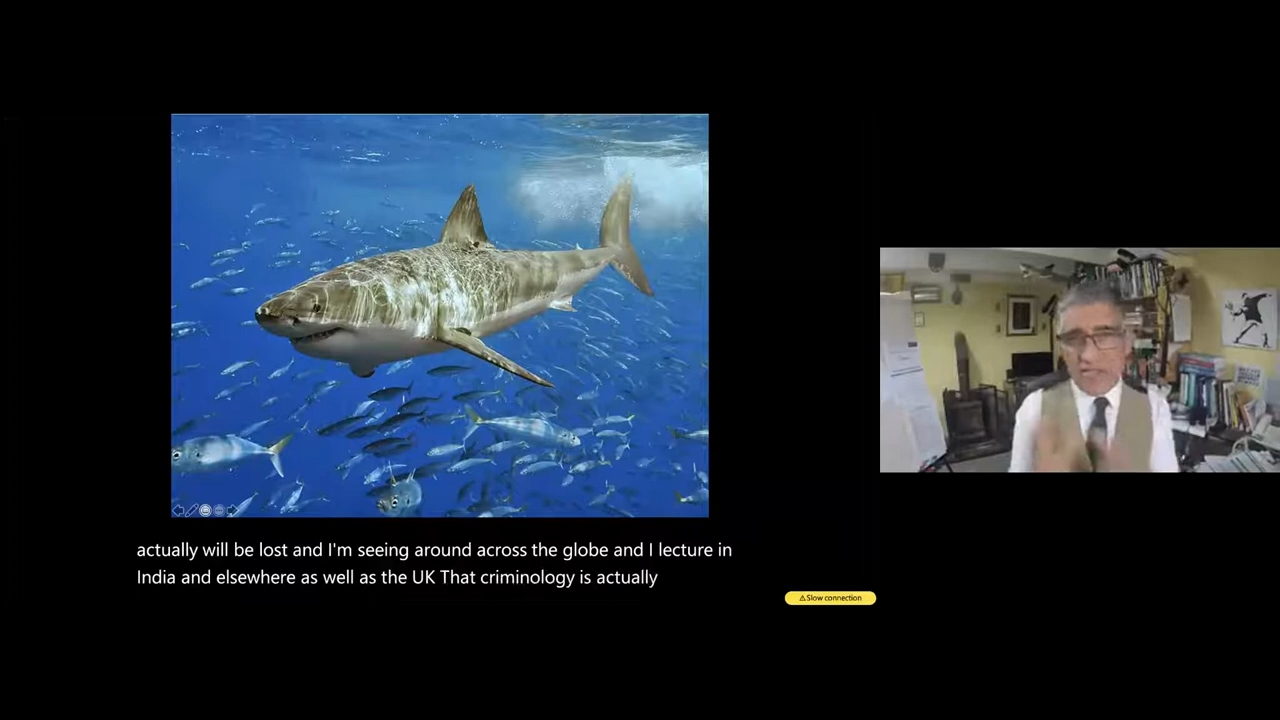 actually will be lost and I'm seeing around across the globe and I lecture in
India and elsewhere as well as the UK That criminology is actually
⚠Slow connection